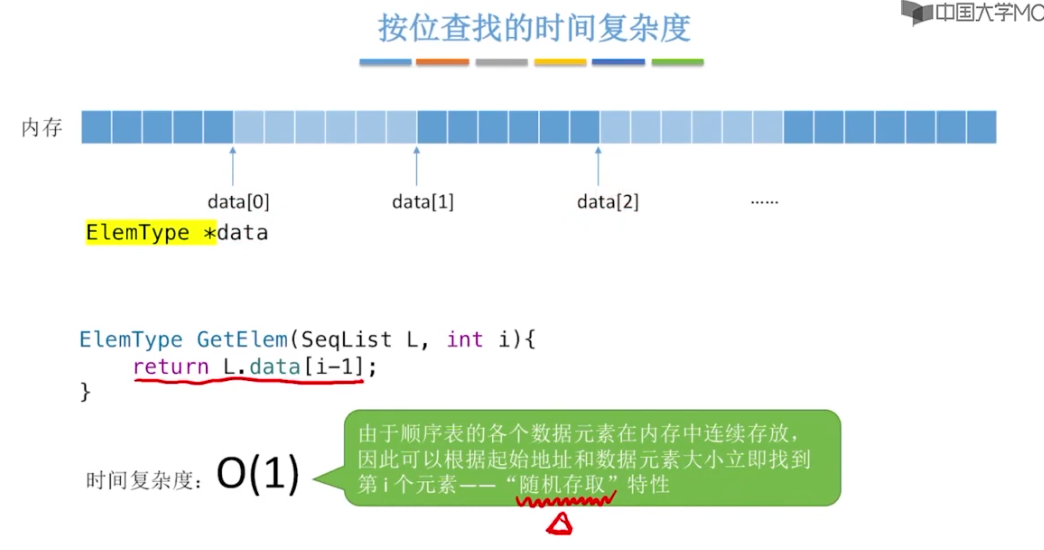 中国大学MO
按位查找的时间复杂度
内存
data[0] data[1] data[2] ......
ElemType *data
ElemType GetElem(SeqList L, int i){
return L.data[i-1];
}
由于顺序表的各个数据元素在内存中连续存放，
因此可以根据起始地址和数据元素大小立即找到
第i个元素——“随机存取”特性
时间复杂度：O(1)